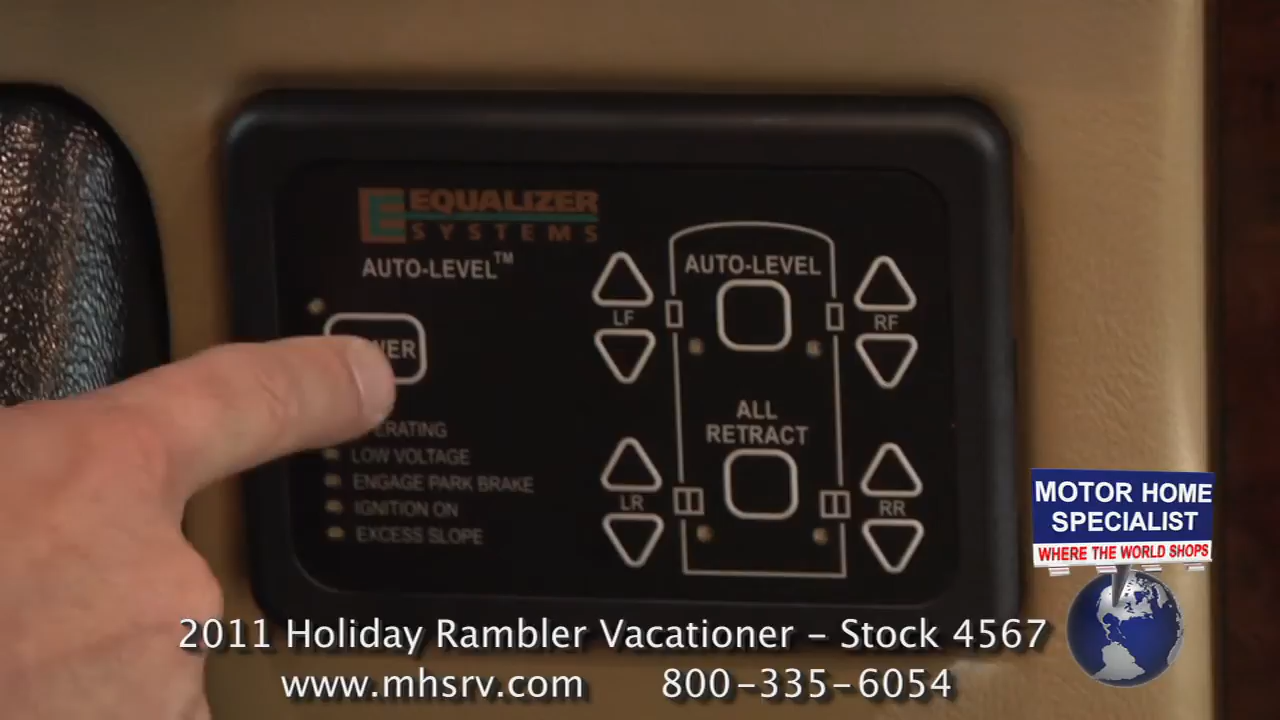 EQUALIZER
SYSTEMS
AUTO-LEVEL™
LOW VOLTAGE
ENGAGE PARK BRAKE
IGNITION ON
EXCESS SLOPE
AUTO-LEVEL
LF
RF
ALL
RETRACT
LR
RR
MOTOR HOME
SPECIALIST
WHERE THE WORLD SHOPS
2011 Holiday Rambler Vacationer – Stock 4567
www.mhsrv.com 800-335-6054